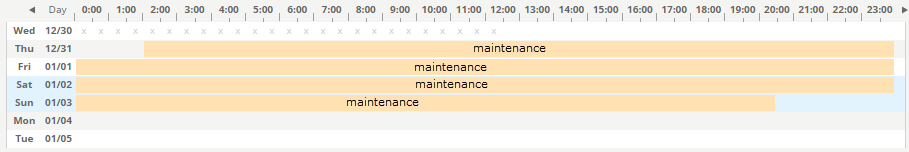 ◀ Day 0:00 1:00 2:00 3:00 4:00 5:00 6:00 7:00 8:00 9:00 10:00 11:00 12:00 13:00 14:00 15:00 16:00 17:00 18:00 19:00 20:00 21:00 22:00 23:00 ▶
Wed 12/30 x x x x x x x x x x x x x x x x x x x x x x x x x
Thu 12/31 maintenance
Fri 01/01 maintenance
Sat 01/02 maintenance
Sun 01/03 maintenance
Mon 01/04
Tue 01/05